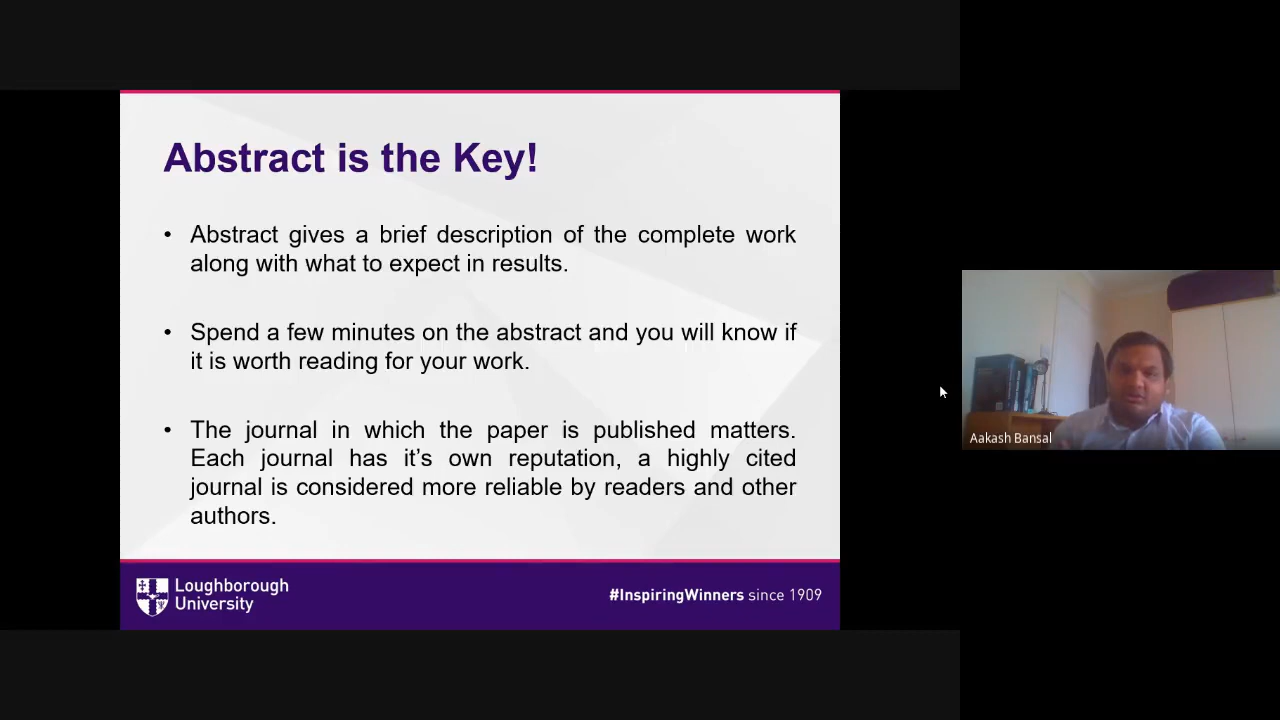 Abstract is the Key!
• Abstract gives a brief description of the complete work
along with what to expect in results.
• Spend a few minutes on the abstract and you will know if
it is worth reading for your work.
• The journal in which the paper is published matters.
Each journal has it’s own reputation, a highly cited
journal is considered more reliable by readers and other
authors.
Loughborough
University
#InspiringWinners since 1909
Aakash Bansal